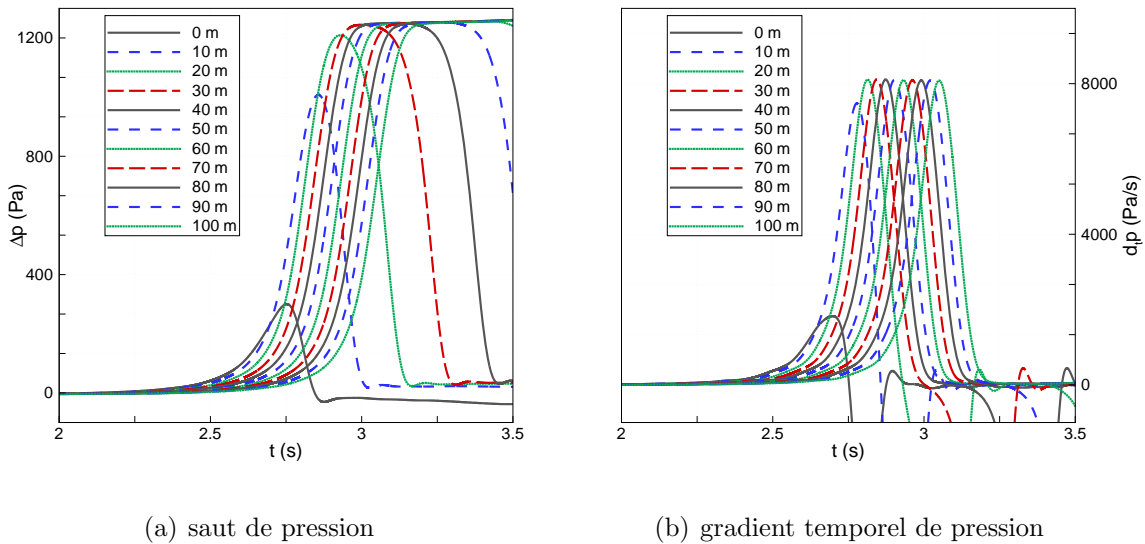 1200
800
400
0
Δp (Pa)
2
2.5
3
3.5
t (s)
0 m
10 m
20 m
30 m
40 m
50 m
60 m
70 m
80 m
90 m
100 m
(a) saut de pression
8000
4000
0
dₜp (Pa/s)
2
2.5
3
3.5
t (s)
0 m
10 m
20 m
30 m
40 m
50 m
60 m
70 m
80 m
90 m
100 m
(b) gradient temporel de pression